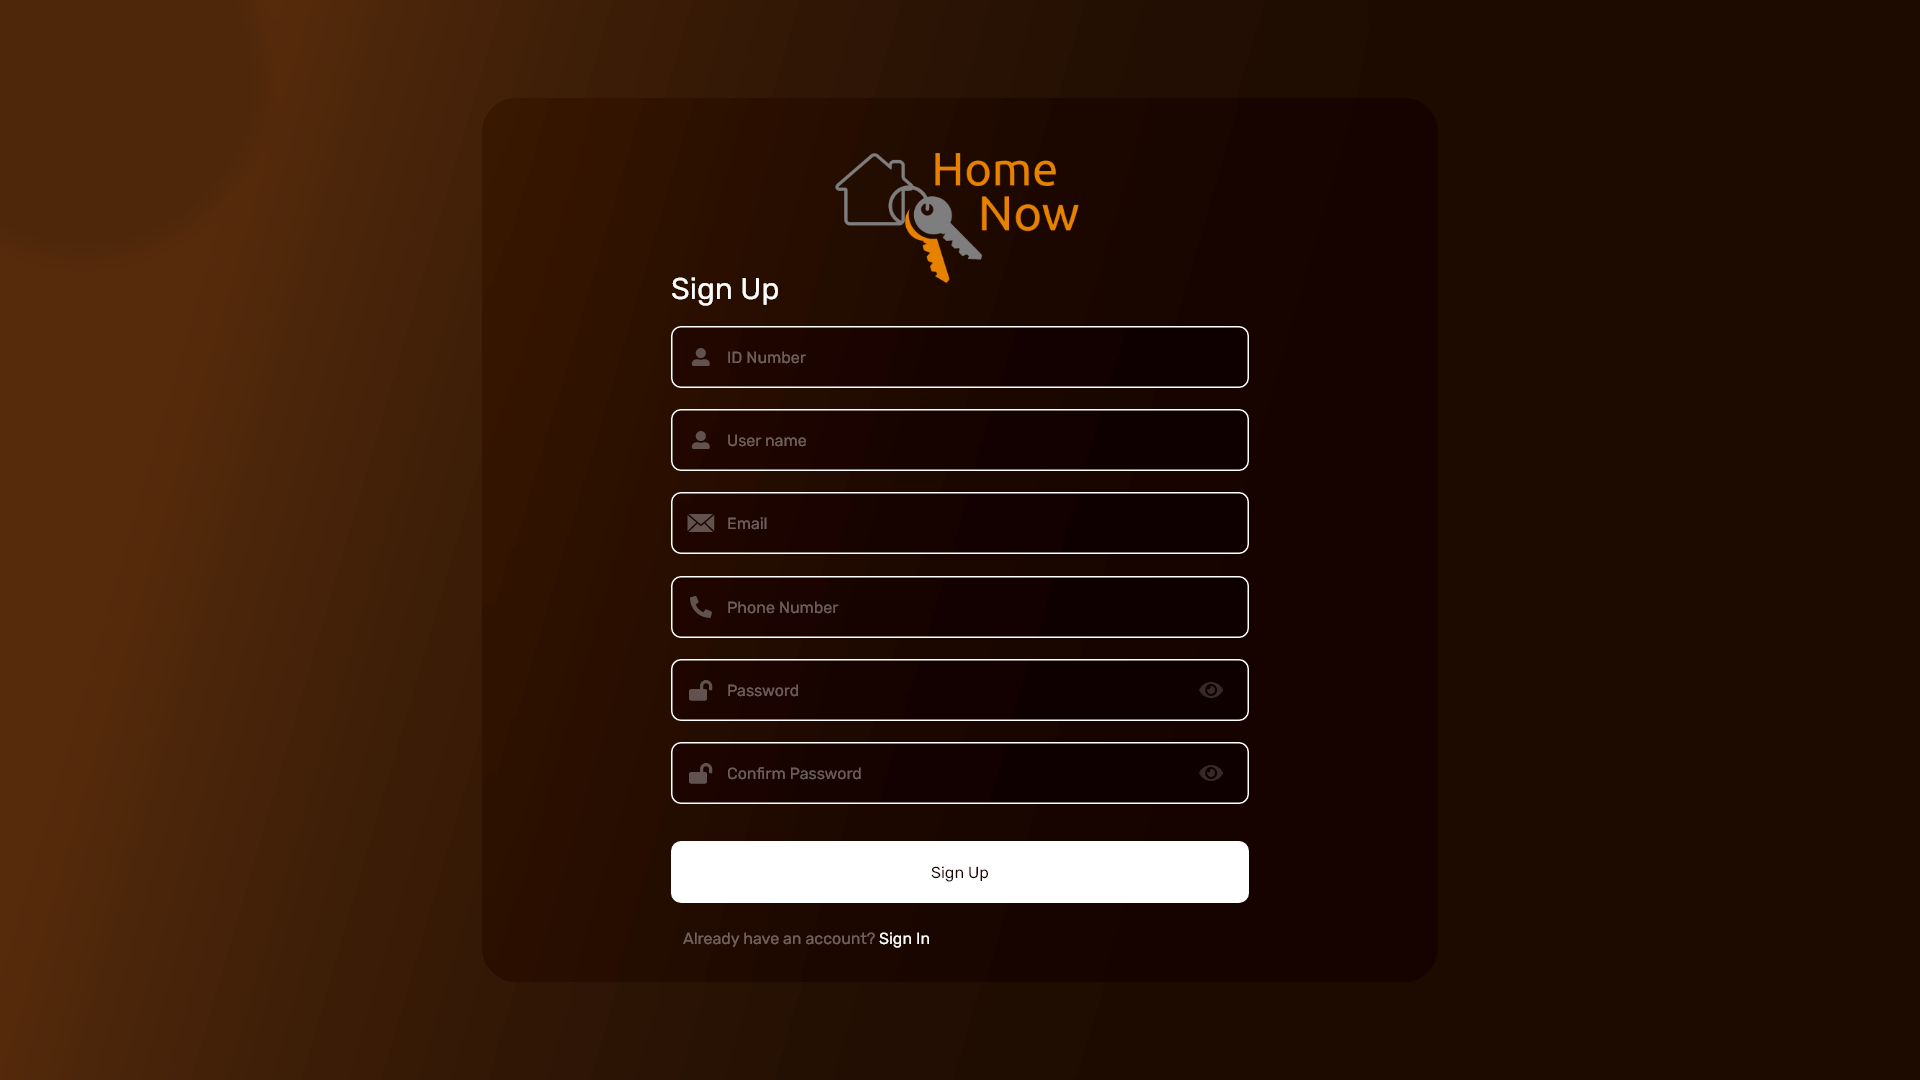 Home
Now
Sign Up
ID Number
User name
Email
Phone Number
Password
Confirm Password
Sign Up
Already have an account? Sign In